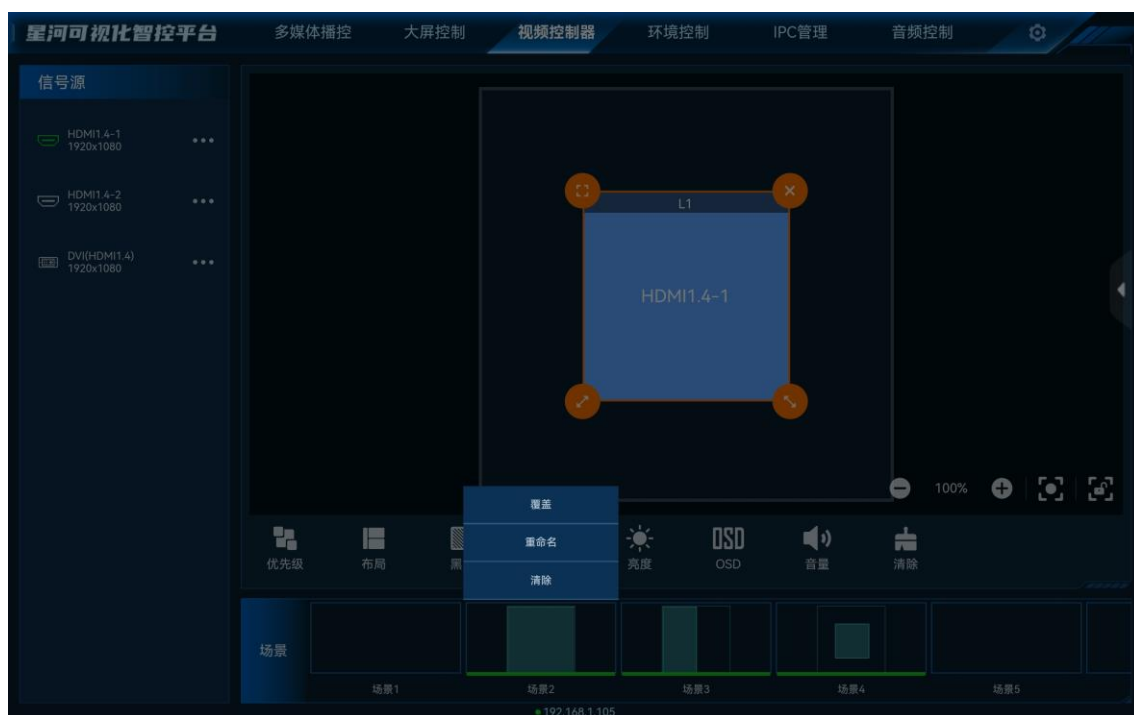 星河可视化智控平台
多媒体播控
大屏控制
视频控制器
环境控制
IPC管理
音频控制
信号源
HDMI1.4-1
1920x1080
HDMI1.4-2
1920x1080
DVI(HDMI1.4)
1920x1080
L1
HDMI1.4-1
100%
覆盖
重命名
清除
优先级
布局
黑
亮度
OSD
OSD
音量
清除
场景
场景1
场景2
场景3
场景4
场景5
192.168.1.105